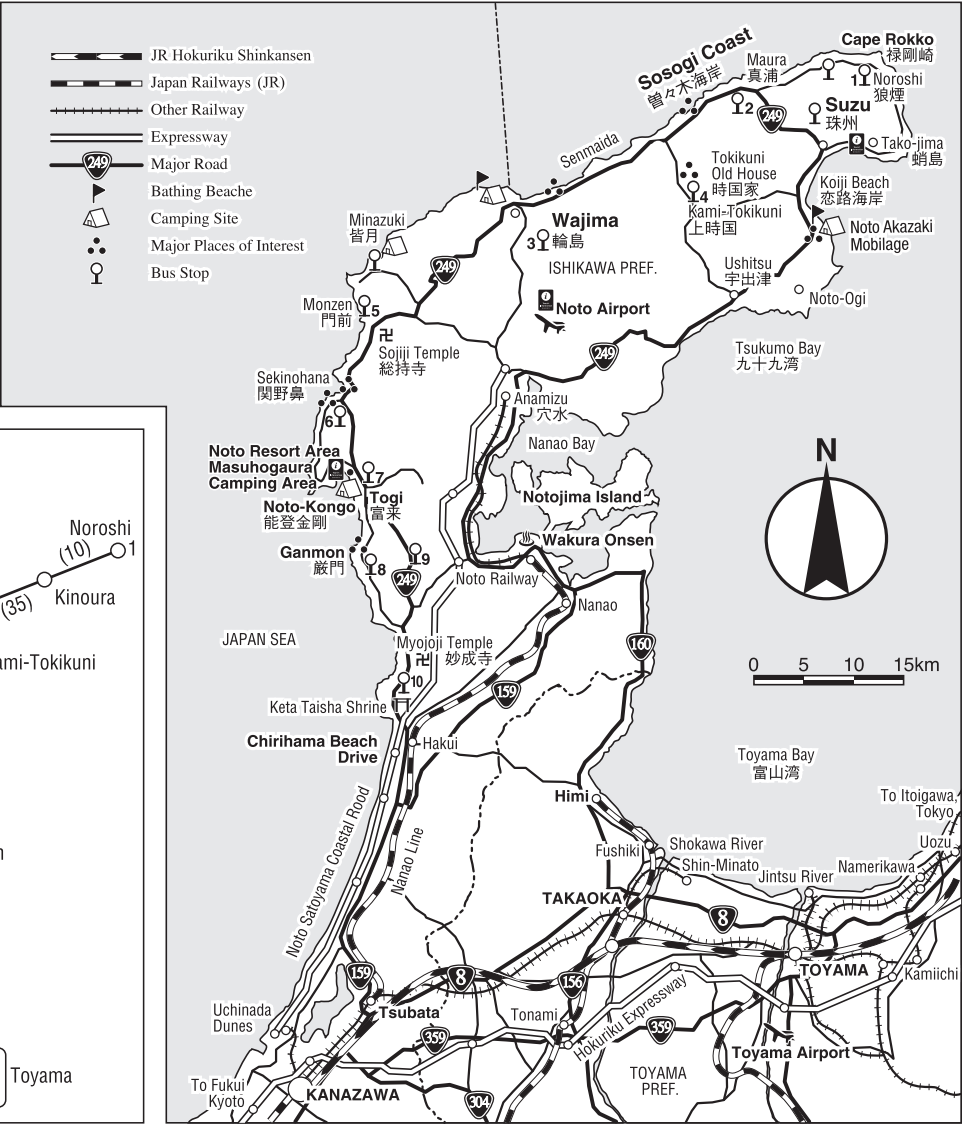 JR Hokuriku Shinkansen
Japan Railways (JR)
Other Railway
Expressway
249
Major Road
Bathing Beache
Camping Site
Major Places of Interest
Bus Stop
Cape Rokko
禄剛崎
Sosogi Coast
曽々木海岸
Maura
真浦
1
Noroshi
狼煙
2
249
Suzu
珠州
Tako-jima
蛸島
Senmaida
Tokikuni
Old House
時国家
4
Kami-Tokikuni
上時国
Koiji Beach
恋路海岸
Noto Akazaki
Mobilage
Minazuki
皆月
Wajima
3
輪島
ISHIKAWA PREF.
249
Ushitsu
宇出津
Noto-Ogi
Monzen
門前
5
Noto Airport
Sojiji Temple
総持寺
249
Tsukumo Bay
九十九湾
Sekinohana
関野鼻
Anamizu
穴水
6
Nanao Bay
Noto Resort Area
Masuhogaura
Camping Area
7
Togi
富来
Noto-Kongo
能登金剛
Notojima Island
Ganmon
巌門
8
9
249
Wakura Onsen
Noto Railway
Nanao
N
JAPAN SEA
Myojoji Temple
妙成寺
160
10
159
0 5 10 15km
Keta Taisha Shrine
Chirihama Beach
Drive
Hakui
Toyama Bay
富山湾
Himi
To Itoigawa,
Tokyo
Uozu
Noto Satoyama Coastal Rood
Nanao Line
Fushiki
Shokawa River
Shin-Minato
Jintsu River
Namerikawa
TAKAOKA
8
159
8
156
TOYAMA
Kamiichi
Uchinada
Dunes
Tsubata
Tonami
Hokuriku Expressway
359
359
Toyama Airport
TOYAMA
PREF.
To Fukui
Kyoto
KANAZAWA
304
Noroshi
(10)
1
(35)
Kinoura
ami-Tokikuni
Toyama